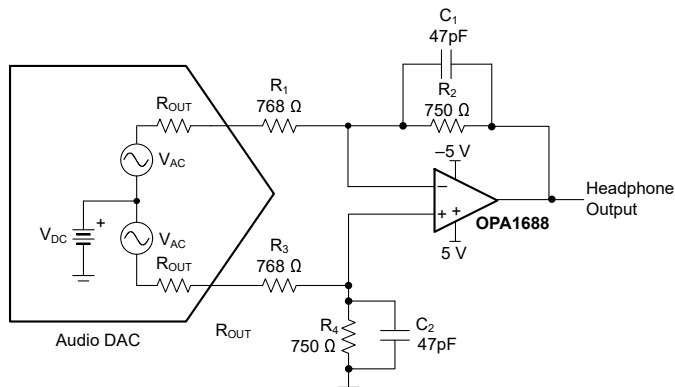 C1
47pF
R1
768 Ω
R2
750 Ω
ROUT
VAC
–5 V
–
+ +
OPA1688
5 V
Headphone
Output
VDC
+
VAC
ROUT
R3
768 Ω
Audio DAC
ROUT
R4
750 Ω
C2
47pF